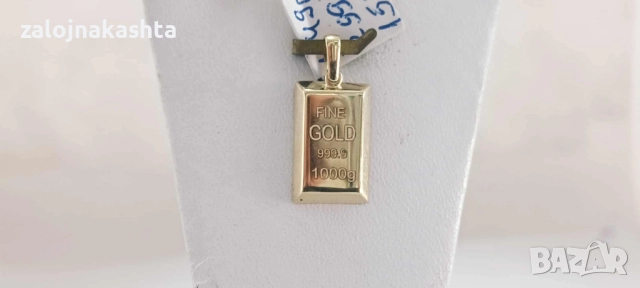 zalojnakashta
FINE
GOLD
999.9
1000g
BAZAR